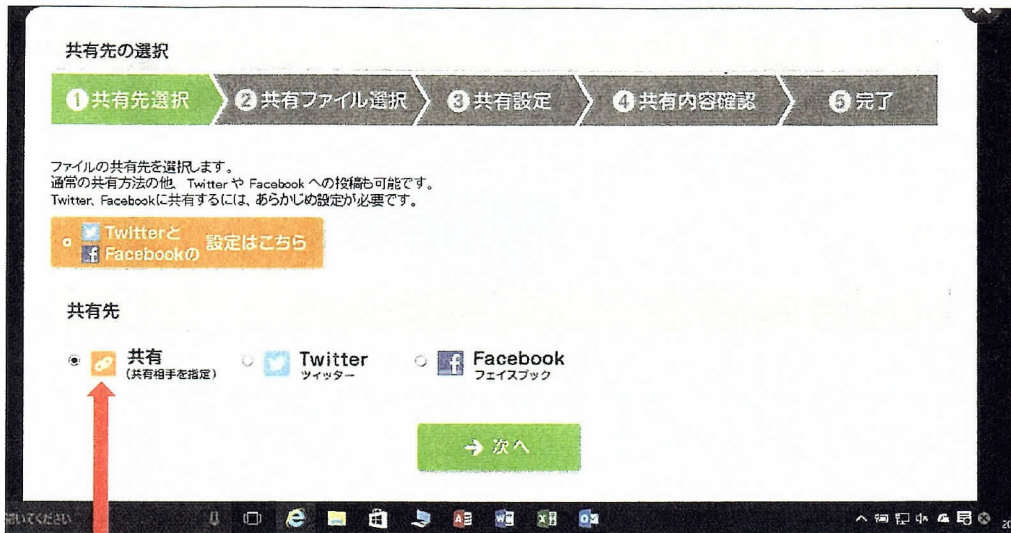 共有先の選択
❶共有先選択
❷共有ファイル選択
❸共有設定
❹共有内容確認
❺完了
ファイルの共有先を選択します。
通常の共有方法の他、Twitter や Facebook への投稿も可能です。
Twitter、Facebookに共有するには、あらかじめ設定が必要です。
Twitterと
Facebookの
設定はこちら
共有先
共有
(共有相手を指定)
Twitter
ツイッター
Facebook
フェイスブック
→ 次へ
てください
20